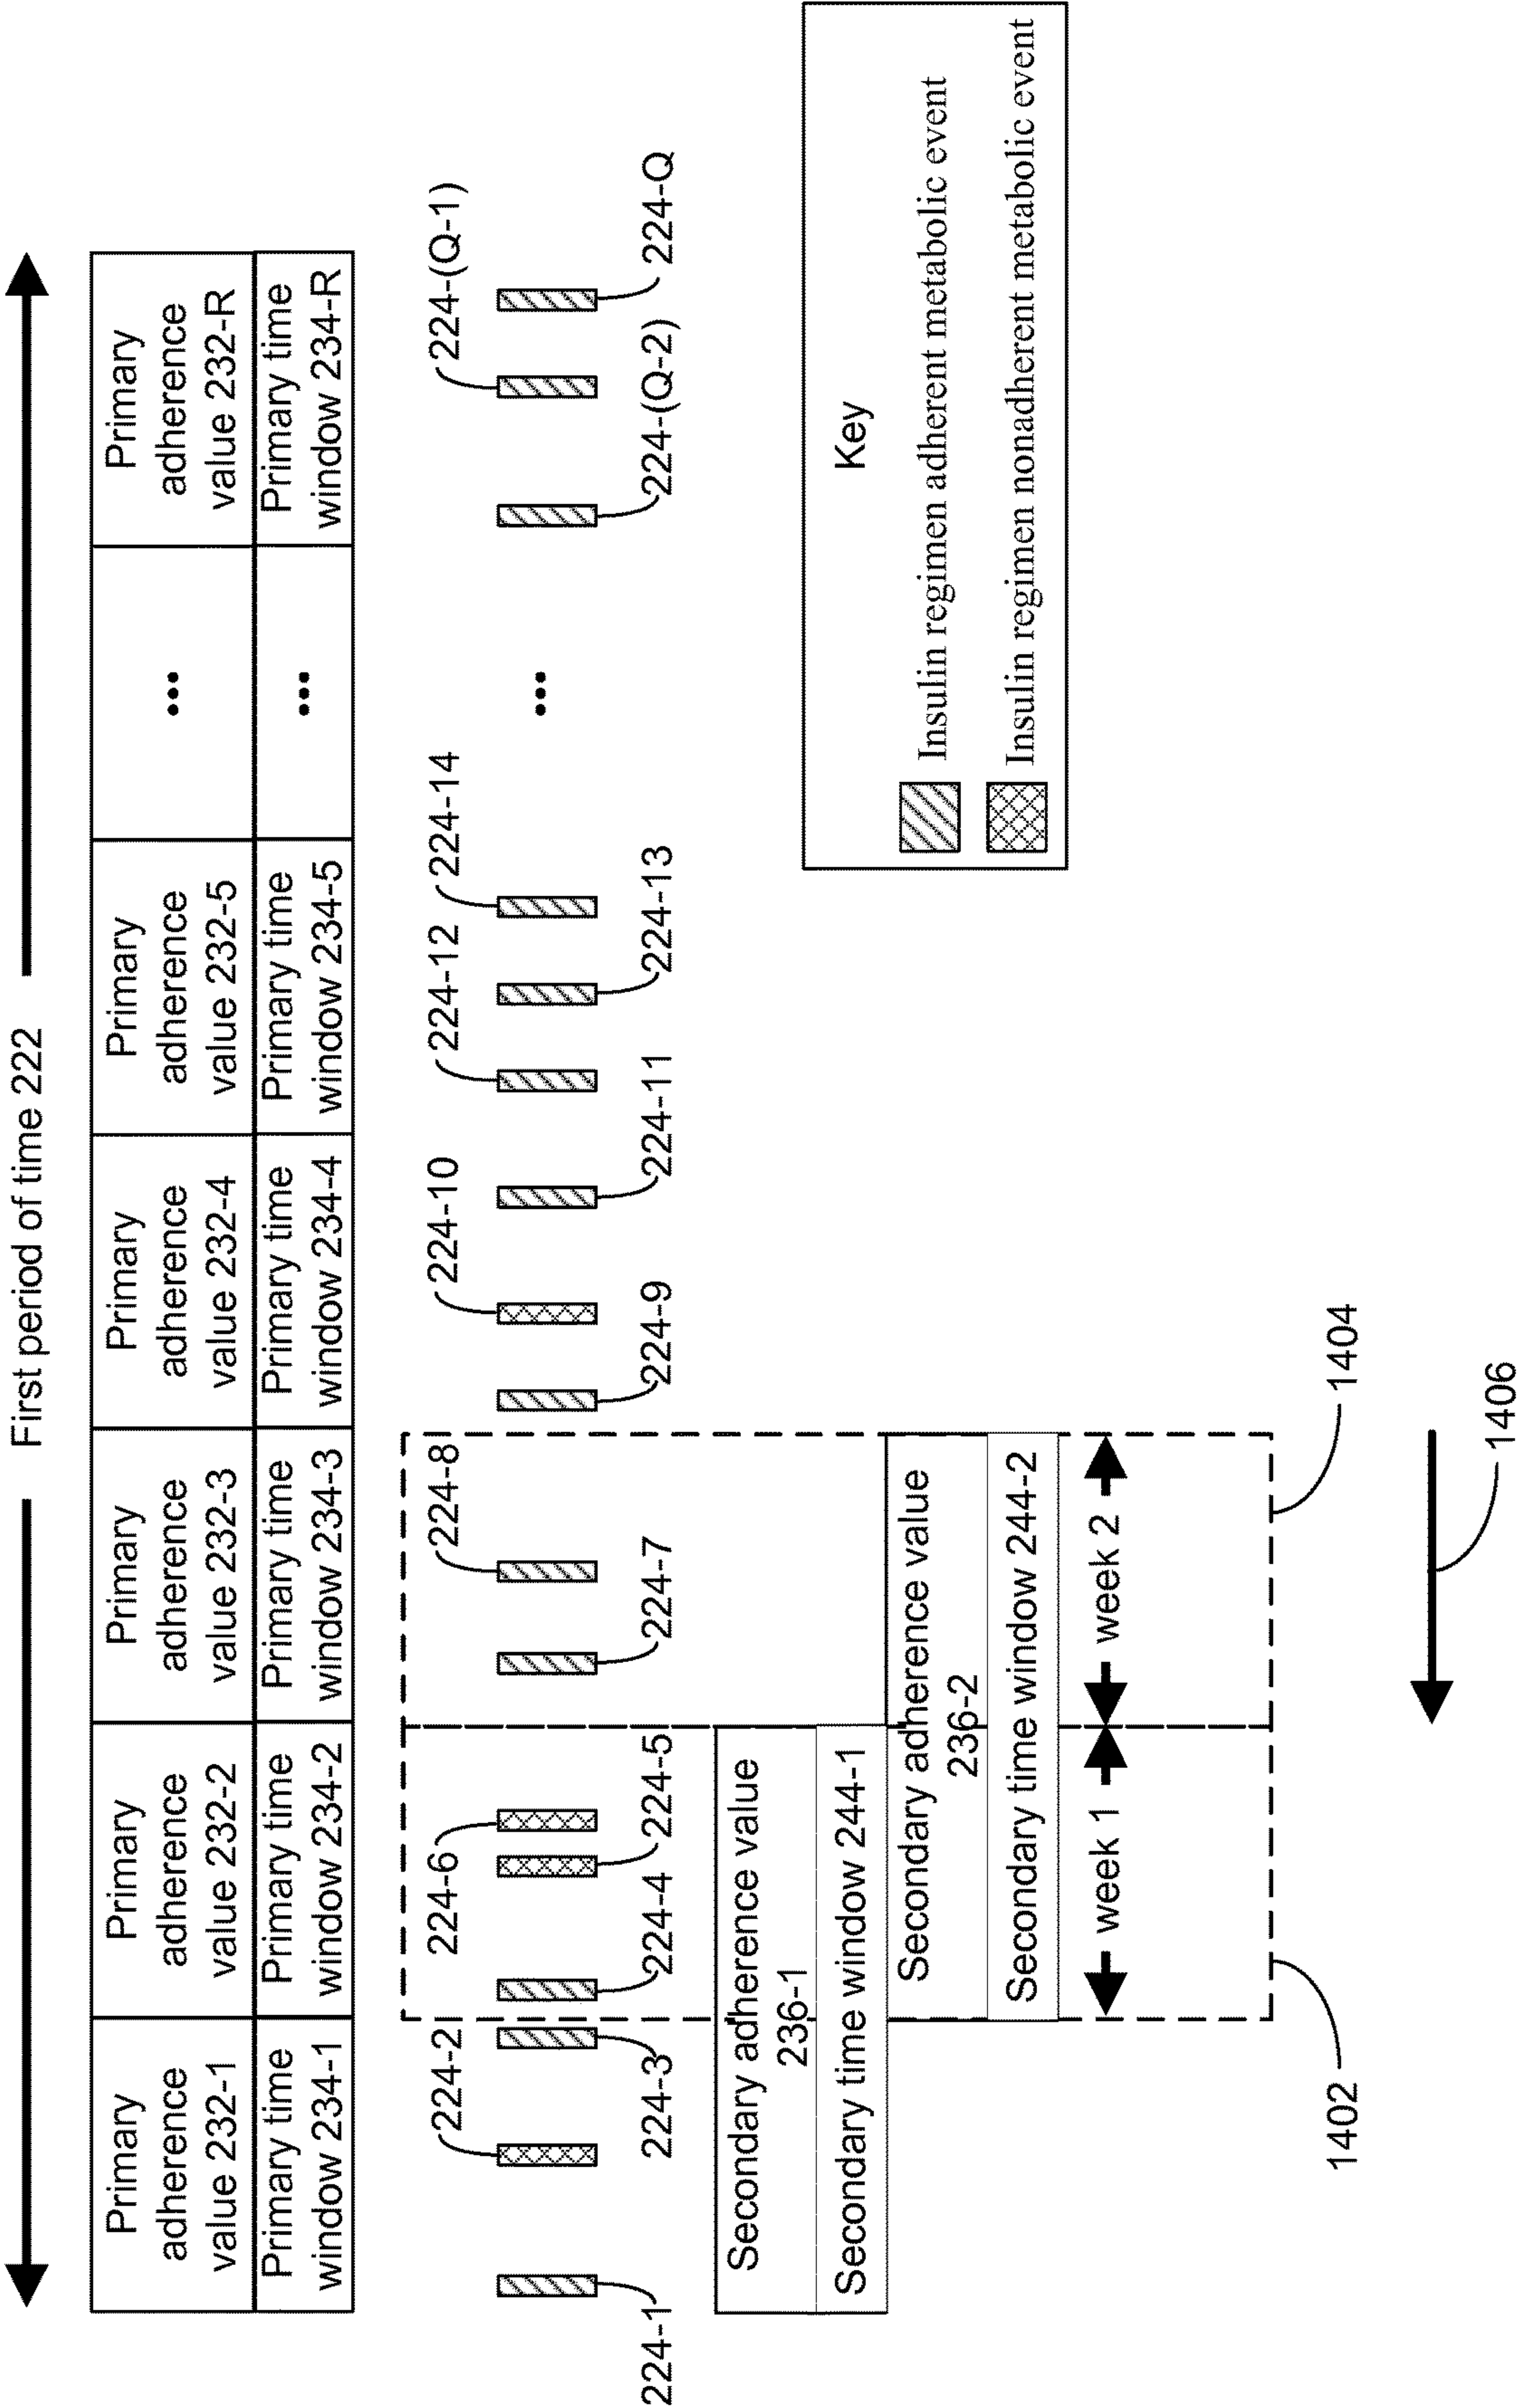 First period of time 222
Primary
adherence
value 232-1
Primary
adherence
value 232-2
Primary
adherence
value 232-3
Primary
adherence
value 232-4
Primary
adherence
value 232-5
...
Primary
adherence
value 232-R
Primary time
window 234-1
Primary time
window 234-2
Primary time
window 234-3
Primary time
window 234-4
Primary time
window 234-5
...
Primary time
window 234-R
224-2
224-6
224-8
224-10
224-12
224-14
224-(Q-1)
...
224-1
224-3
224-4
224-5
224-7
224-9
224-11
224-13
224-(Q-2)
224-Q
Secondary adherence value
236-1
Secondary time window 244-1
Secondary adherence value
236-2
Secondary time window 244-2
week 1
week 2
1402
1404
1406
Key
Insulin regimen adherent metabolic event
Insulin regimen nonadherent metabolic event